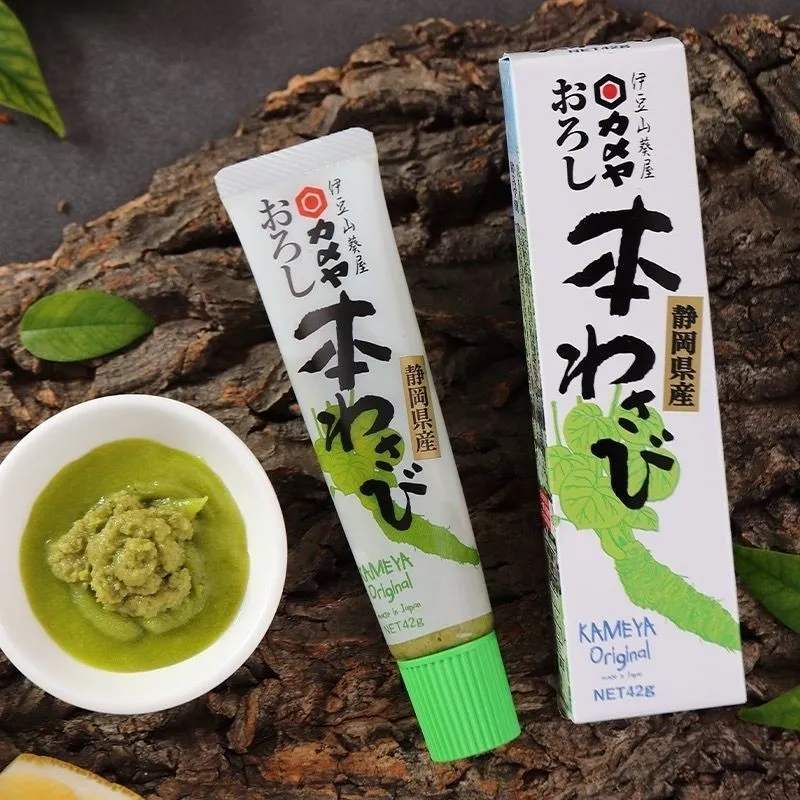 伊豆山葵屋
カメヤ
おろし
本わさび
静岡県産
KAMEYA
Original
made in Japan
NET42g
NET42g
伊豆山葵屋
カメヤ
おろし
本わさび
静岡県産
KAMEYA
Original
made in Japan
NET42g